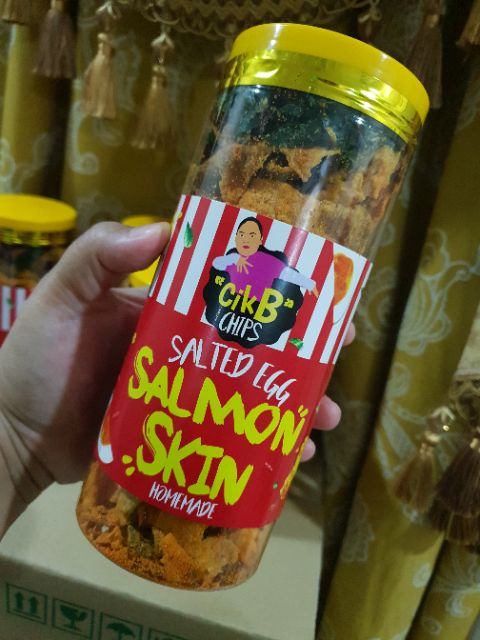 "CikB"
CHIPS
SALTED EGG
SALMON
SKIN
HOMEMADE